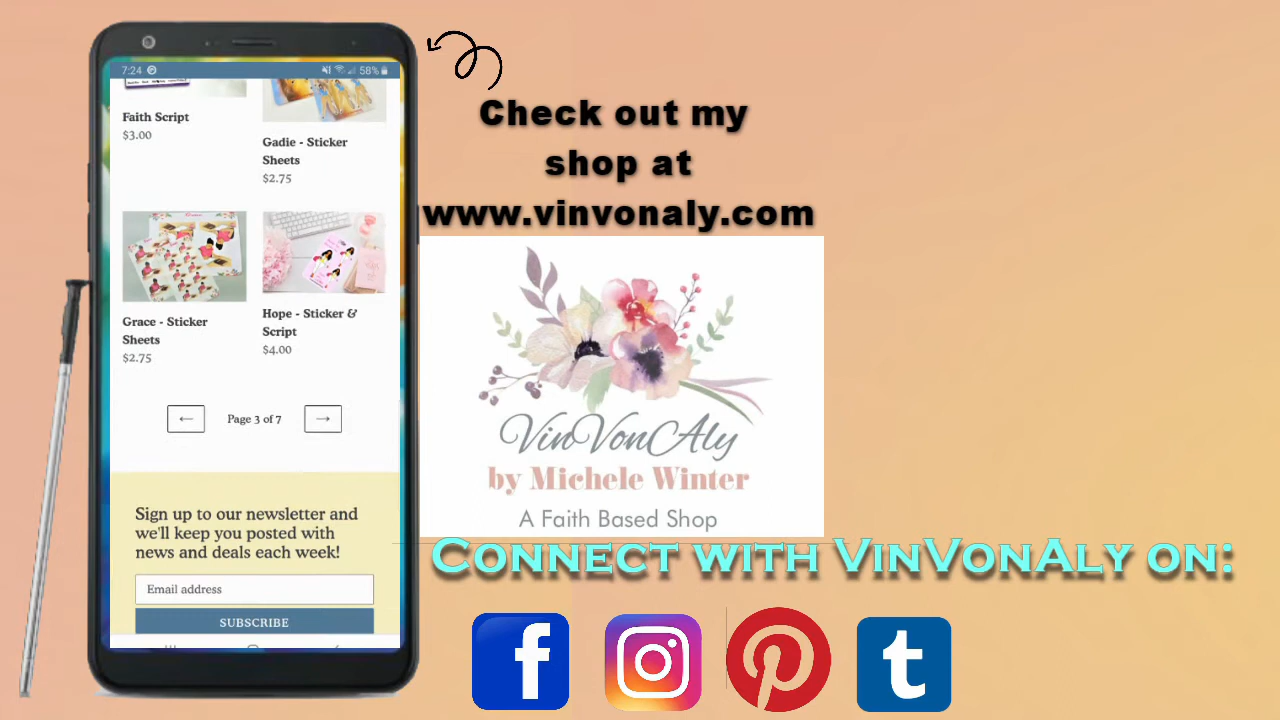 7:24
58%
Faith Script
$3.00
Gadie - Sticker
Sheets
$2.75
Grace - Sticker
Sheets
$2.75
Hope - Sticker &
Script
$4.00
← Page 3 of 7 →
Sign up to our newsletter and
we'll keep you posted with
news and deals each week!
Email address
SUBSCRIBE
Check out my
shop at
www.vinvonaly.com
VinVonAly
by Michele Winter
A Faith Based Shop
Connect with VinVonAly on: